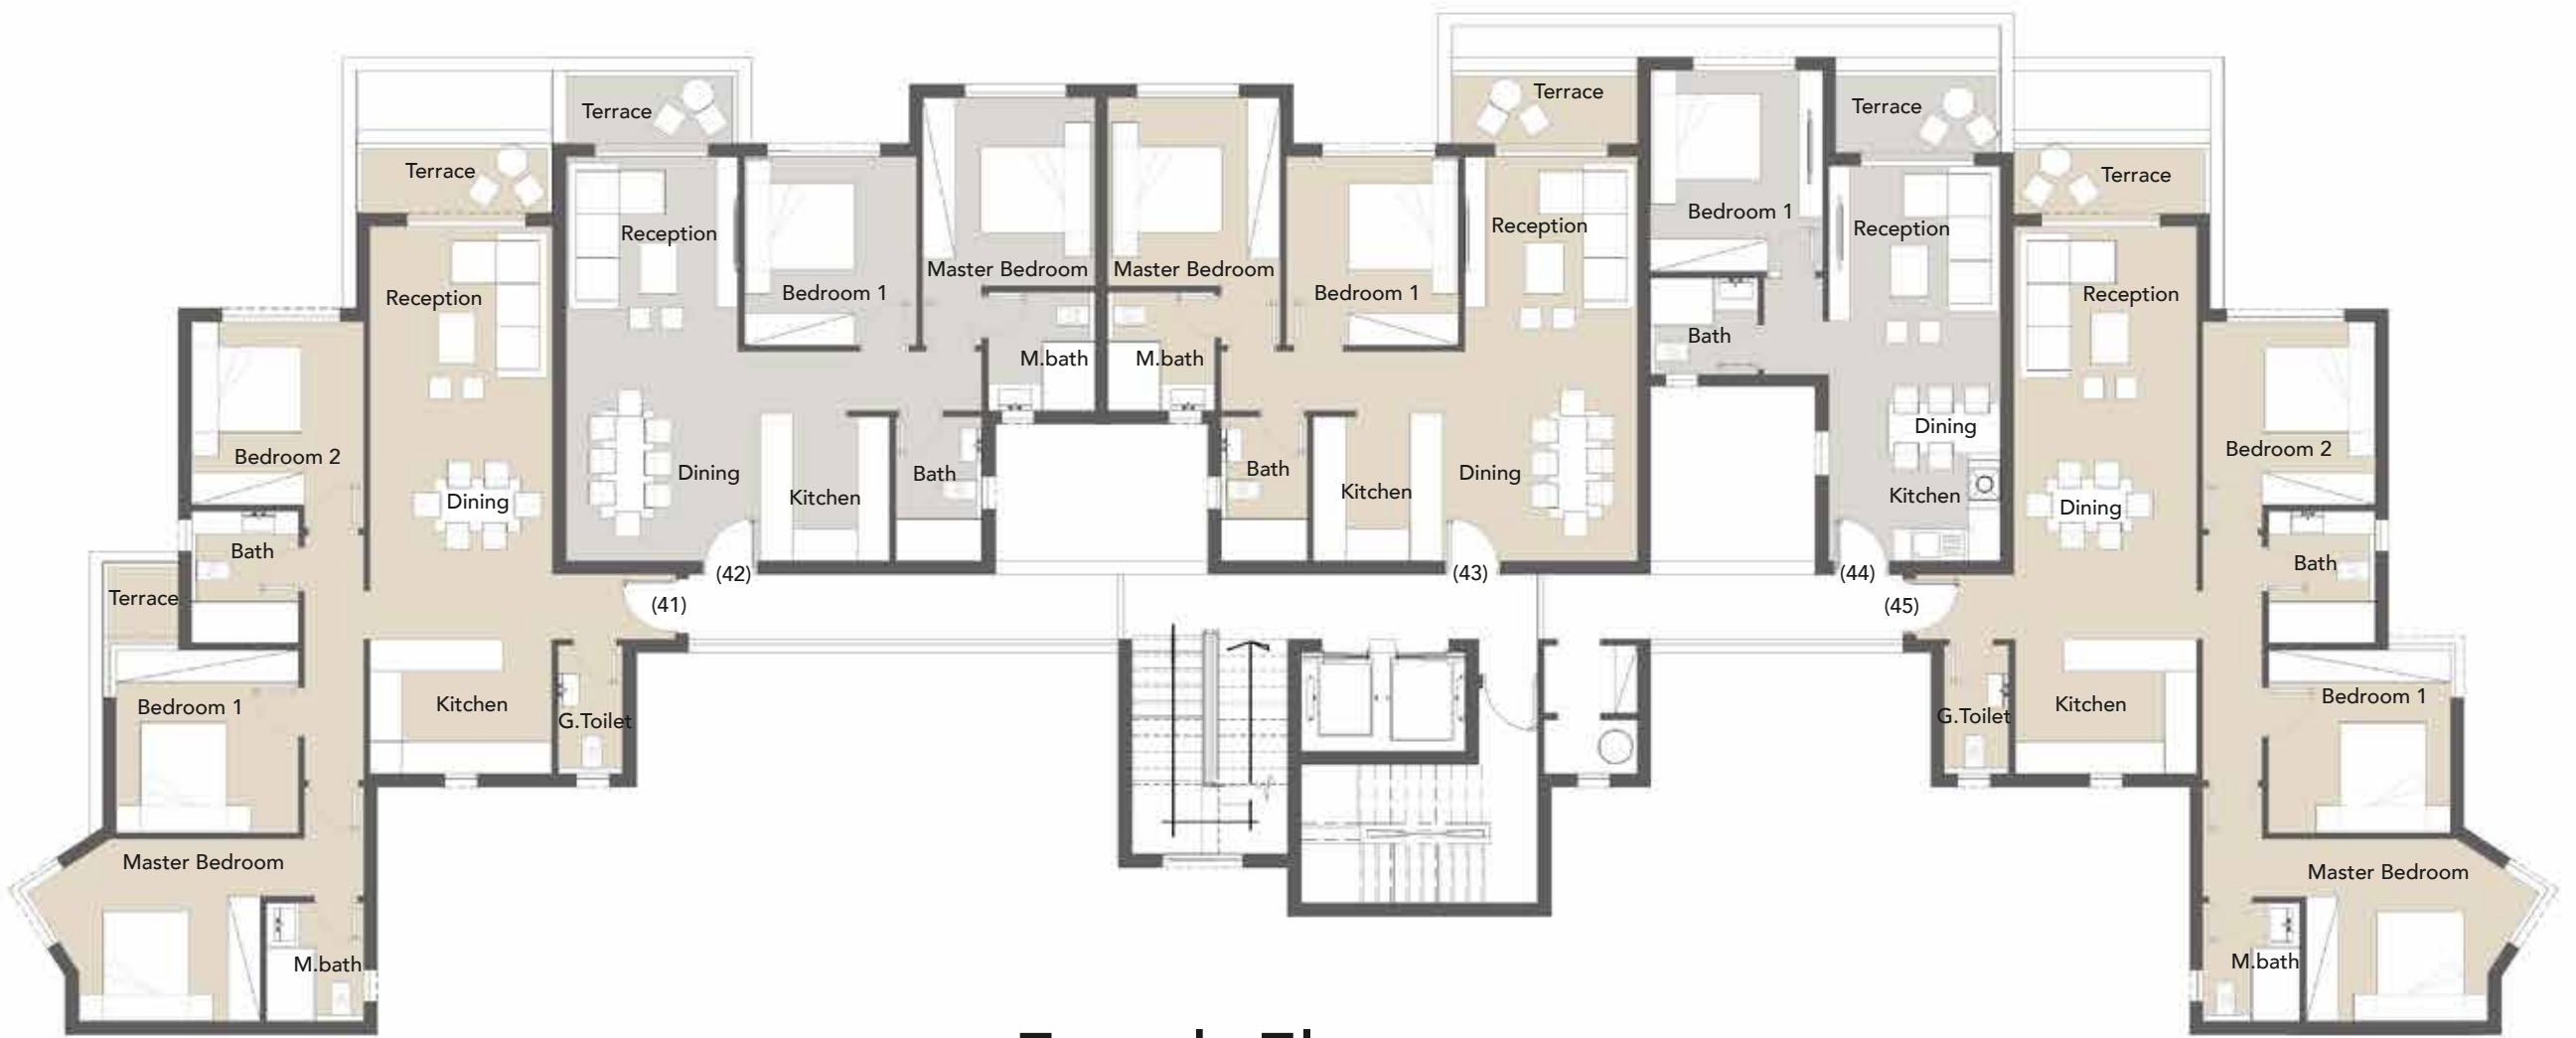 Terrace
Terrace
Reception
Reception
Bedroom 1
Master Bedroom
M.bath
Bedroom 2
Dining
Dining
Kitchen
Bath
Bath
Terrace
(41)
(42)
Bedroom 1
Kitchen
G.Toilet
Master Bedroom
M.bath
Master Bedroom
Bedroom 1
M.bath
Bath
Kitchen
Dining
Reception
Terrace
(43)
Bedroom 1
Bath
Terrace
Reception
Dining
Kitchen
(44)
(45)
Terrace
Reception
Dining
Bedroom 2
Bath
G.Toilet
Kitchen
Bedroom 1
Master Bedroom
M.bath